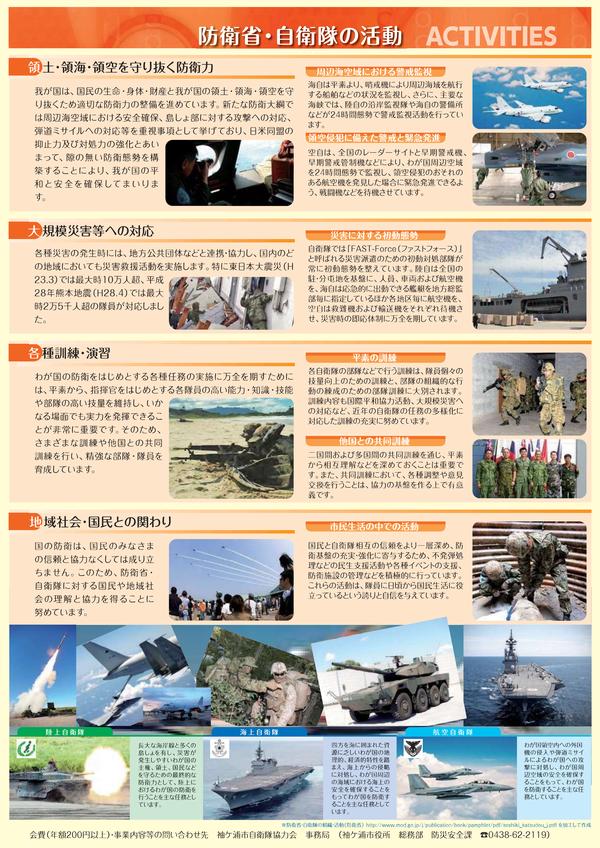 防衛省・自衛隊の活動 ACTIVITIES
領土・領海・領空を守り抜く防衛力
我が国は、国民の生命・身体・財産と我が国の領土・領海・領空を守
り抜くため適切な防衛力の整備を進めています。新たな防衛大綱で
は周辺海空域における安全確保、島しょ部に対する攻撃への対応、
弾道ミサイルへの対応等を重視事項として挙げており、日米同盟の
抑止力及び対処力の強化とあい
まって、隙の無い防衛態勢を構
築することにより、我が国の平
和と安全を確保してまいりま
す。
周辺海空域における警戒監視
海自は平素より、哨戒機により周辺海域を航行
する船舶などの状況を監視し、さらに、主要な
海峡では、陸自の沿岸監視隊や海自の警備所
などが24時間態勢で警戒監視活動を行ってい
ます。
領空侵犯に備えた警戒と緊急発進
空自は、全国のレーダーサイトと早期警戒機、
早期警戒管制機などにより、わが国周辺空域
を24時間態勢で監視し、領空侵犯のおそれの
ある航空機を発見した場合に緊急発進できるよ
う、戦闘機などを待機させています。
大規模災害等への対応
各種災害の発生時には、地方公共団体などと連携・協力し、国内のど
の地域においても災害救援活動を実施します。特に東日本大震災(H
23.3)では最大時10万人超、平成
28年熊本地震(H28.4)では最大
時2万5千人超の隊員が対応しまし
た。
災害に対する初動態勢
自衛隊では「FAST-Force(ファストフォース)」
と呼ばれる災害派遣のための初動対処部隊が
常に初動態勢を整えています。陸自は全国の
駐・分屯地を基盤に、人員、車両および航空機
を、海自は応急的に出動できる艦艇を地方総監
部毎に指定しているほか各地区毎に航空機を、
空自は救難機および輸送機をそれぞれ待機さ
せ、災害時の即応体制に万全を期しています。
各種訓練・演習
わが国の防衛をはじめとする各種任務の実施に万全を期すために
は、平素から、指揮官をはじめとする各隊員の高い能力・知識・技能
や部隊の高い技量を維持し、いか
なる場面でも実力を発揮できるこ
とが非常に重要です。そのため、
さまざまな訓練や他国との共同
訓練を行い、精強な部隊・隊員を
育成しています。
平素の訓練
各自衛隊の部隊などで行う訓練は、隊員個々の
技量向上のための訓練と、部隊の組織的な行
動の練成のための部隊訓練に大別されます。
訓練内容も国際平和協力活動、大規模災害へ
の対応など、近年の自衛隊の任務の多様化に
対応した訓練の充実に努めています。
他国との共同訓練
二国間および多国間の共同訓練を通じ、平素
から相互理解などを深めておくことは重要で
す。また、共同訓練において、各種調整や意見
交換を行うことは、協力の基盤を作る上で有意
義です。
地域社会・国民との関わり
国の防衛は、国民のみなさま
の信頼と協力なくしては成り立
ちません。このため、防衛省・
自衛隊に対する国民や地域社
会の理解と協力を得ることに
努めています。
市民生活の中での活動
国民と自衛隊相互の信頼をより一層深め、防
衛基盤の充実・強化に寄与するため、不発弾処
理などの民生支援活動や各種イベントの支援、
防衛施設の管理などを積極的に行っています。
これらの活動は、隊員に日頃から国民生活に役
立っているという誇りと自信を与えています。
陸上自衛隊
長大な海岸線と多くの
島しょを有し、災害が
発生しやすいわが国の
主権、領土、国民など
を守るための最終的な
防衛力として、陸上に
おけるわが国の防衛を
行うことを主な任務とし
ています。
海上自衛隊
四方を海に囲まれた資
源に乏しいわが国の地
理的、経済的特性を踏
まえ、海上からの侵略
に対処し、わが国周辺
の海域における海上の
安全を確保することを
もってわが国を防衛す
ることを主な任務として
います。
航空自衛隊
わが国領空内への外国
機の侵入や弾道ミサイ
ルによるわが国への攻
撃に対処し、わが国周
辺空域の安全を確保す
ることをもって、わが国
を防衛することを主な
任務としています。
※防衛省・自衛隊の組織・活動(防衛省) http://www.mod.go.jp/j/publication/book/pamphlet/pdf/soshiki_katsudou_j.pdf を加工して作成
会費(年額200円以上)・事業内容等の問い合わせ先 袖ケ浦市自衛隊協力会 事務局 (袖ケ浦市役所 総務部 防災安全課 ☎0438-62-2119)